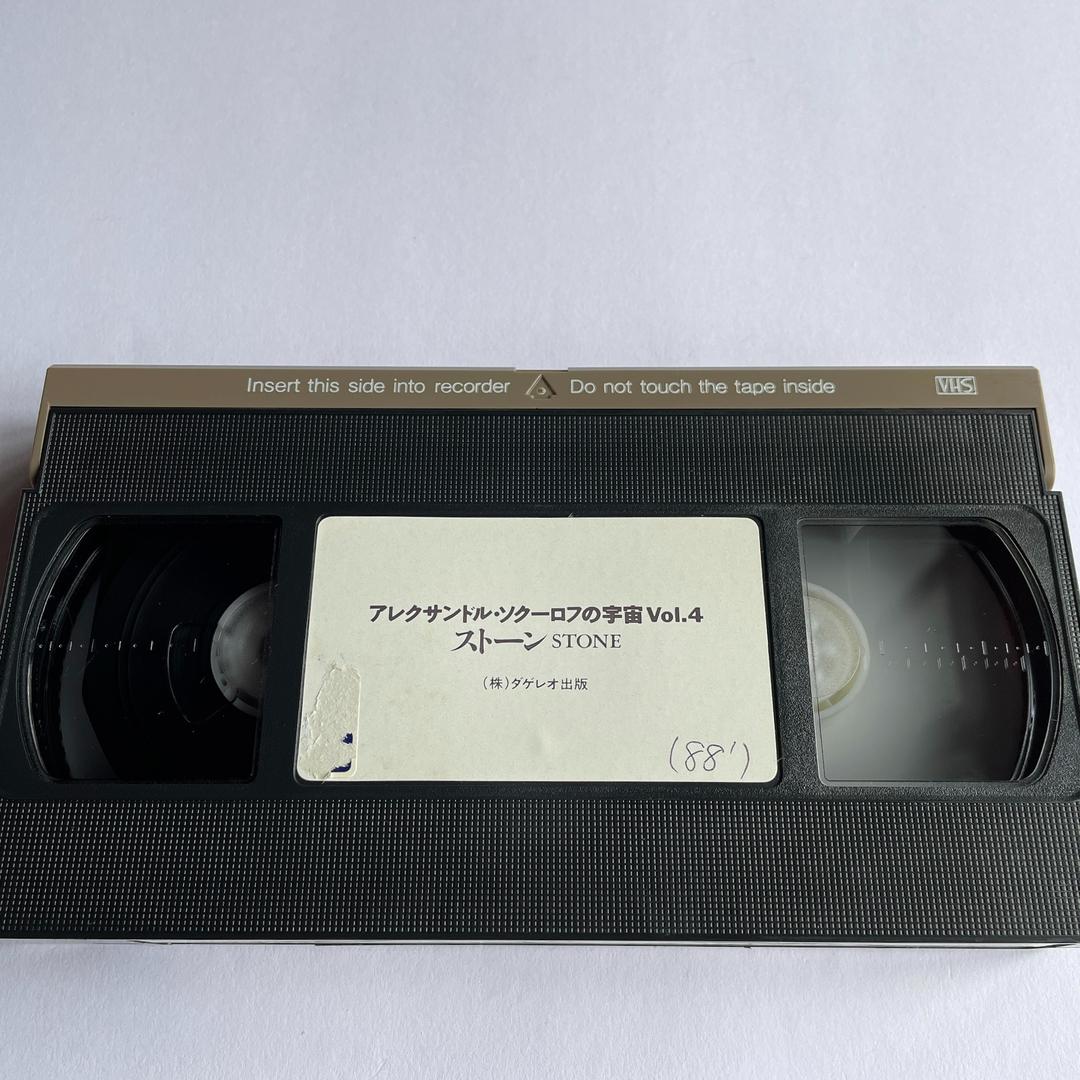 Insert this side into recorder Do not touch the tape inside VHS
アレクサンドル・ソクーロフの宇宙 Vol.4
ストーン STONE
(株)ダゲレオ出版
(88')